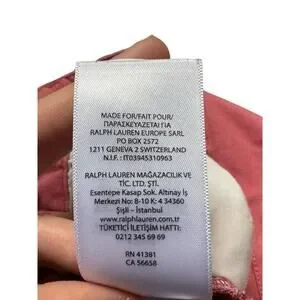 MADE FOR/FAIT POUR/
ΠΑΡΑΣΚΕΥΑΖΕΤΑΙ ΓΙΑ
RALPH LAUREN EUROPE SARL
PO BOX 2572
1211 GENEVA 2 SWITZERLAND
N.I.F. : IT03945310963
RALPH LAUREN MAĞAZACILIK VE
TİC. LTD. ŞTİ.
Esentepe Kasap Sok. Altınay İş
Merkezi No: 8-10 K: 4 34360
Şişli – İstanbul
www.ralphlauren.com.tr
TÜKETİCİ İLETİŞİM HATTI:
0212 345 69 69
RN 41381
CA 56658